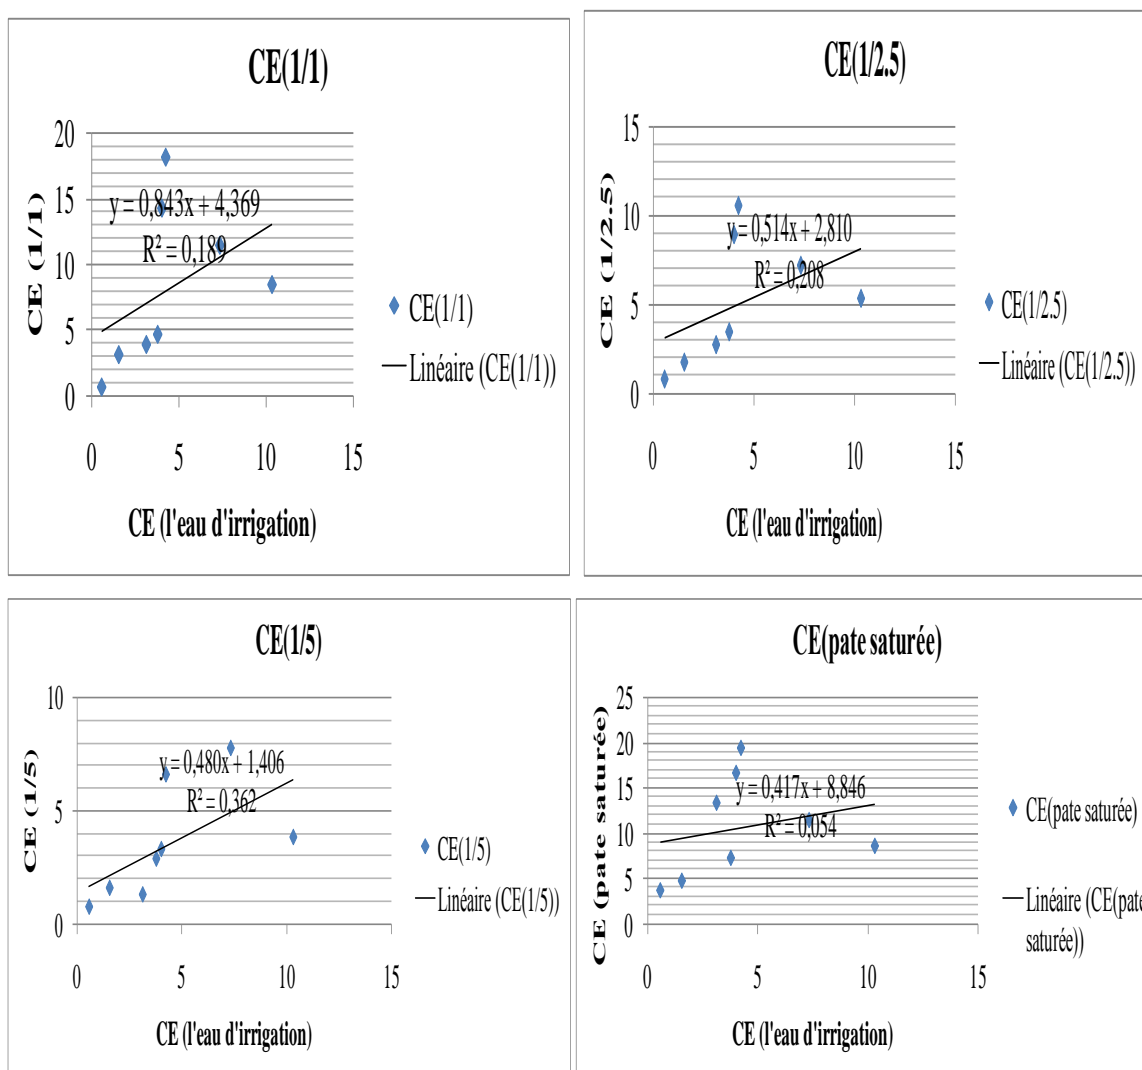 CE(1/1)
CE (1/1)
20
15
10
5
0
y = 0,843x + 4,369
R² = 0,189
CE(1/1)
Linéaire (CE(1/1))
0 5 10 15
CE (l'eau d'irrigation)
CE(1/2.5)
CE (1/2.5)
15
10
5
0
y = 0,514x + 2,810
R² = 0,208
CE(1/2.5)
Linéaire (CE(1/2.5))
0 5 10 15
CE (l'eau d'irrigation)
CE(1/5)
CE (1/5)
10
5
0
y = 0,480x + 1,406
R² = 0,362
CE(1/5)
Linéaire (CE(1/5))
0 5 10 15
CE (l'eau d'irrigation)
CE(pate saturée)
CE (pate saturée)
25
20
15
10
5
0
y = 0,417x + 8,846
R² = 0,054
CE(pate saturée)
Linéaire (CE(pate
saturée))
0 5 10 15
CE (l'eau d'irrigation)